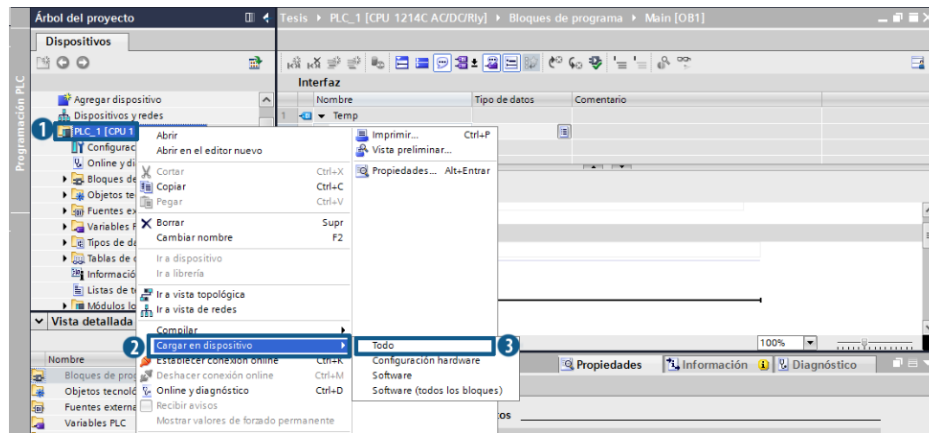 Árbol del proyecto
Tesis ▸ PLC_1 [CPU 1214C AC/DC/Rly] ▸ Bloques de programa ▸ Main [OB1]
Dispositivos
Programación PLC
Interfaz
Nombre Tipo de datos Comentario
1 Temp
Agregar dispositivo
Dispositivos y redes
1 PLC_1 [CPU 1
Configurac
Online y di
Bloques de
Objetos te
Fuentes ex
Variables P
Tipos de da
Tablas de
Informació
Listas de t
Módulos lo
Abrir
Abrir en el editor nuevo
Cortar Ctrl+X
Copiar Ctrl+C
Pegar Ctrl+V
Borrar Supr
Cambiar nombre F2
Ir a dispositivo
Ir a librería
Ir a vista topológica
Ir a vista de redes
Compilar
2 Cargar en dispositivo
Establecer conexión online Ctrl+K
Deshacer conexión online Ctrl+M
Online y diagnóstico Ctrl+D
Recibir avisos
Mostrar valores de forzado permanente
Imprimir... Ctrl+P
Vista preliminar...
Propiedades... Alt+Entrar
Todo 3
Configuración hardware
Software
Software (todos los bloques)
100%
Propiedades Información Diagnóstico
os
Vista detallada
Nombre
Bloques de prog
Objetos tecnoló
Fuentes externa
Variables PLC